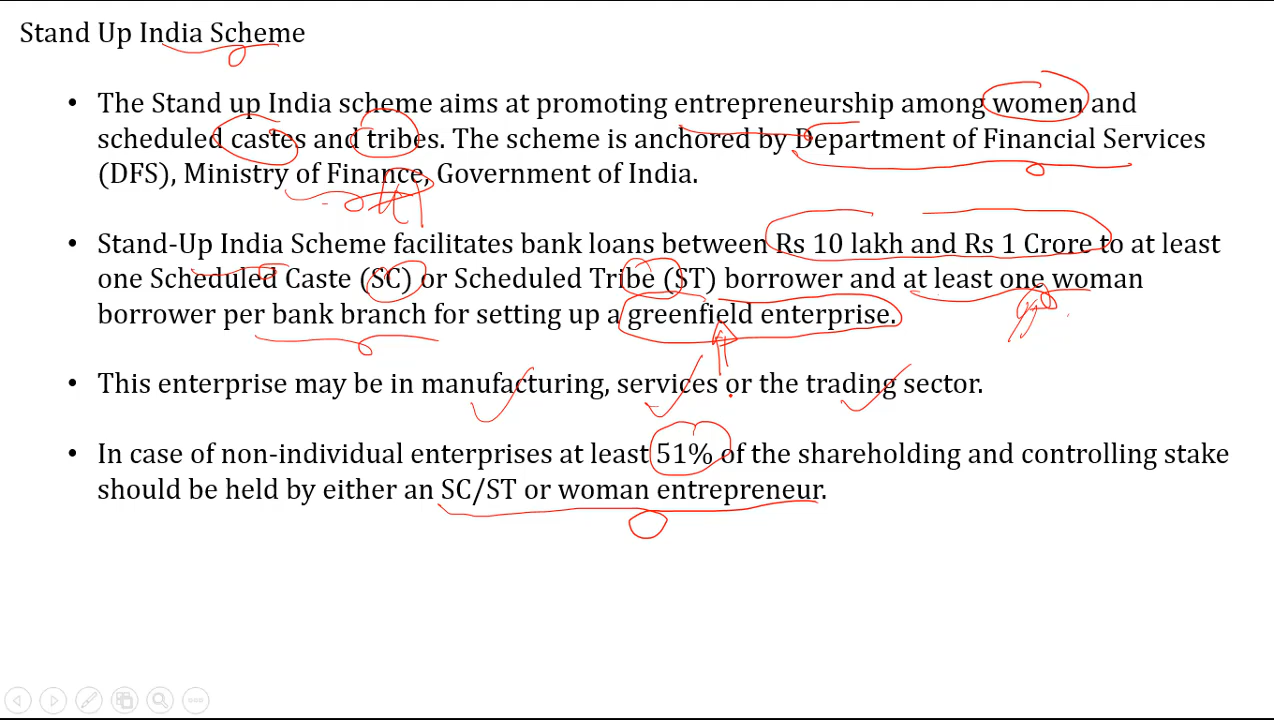 Stand Up India Scheme
• The Stand up India scheme aims at promoting entrepreneurship among women and
scheduled castes and tribes. The scheme is anchored by Department of Financial Services
(DFS), Ministry of Finance, Government of India.
• Stand-Up India Scheme facilitates bank loans between Rs 10 lakh and Rs 1 Crore to at least
one Scheduled Caste (SC) or Scheduled Tribe (ST) borrower and at least one woman
borrower per bank branch for setting up a greenfield enterprise.
• This enterprise may be in manufacturing, services or the trading sector.
• In case of non-individual enterprises at least 51% of the shareholding and controlling stake
should be held by either an SC/ST or woman entrepreneur.